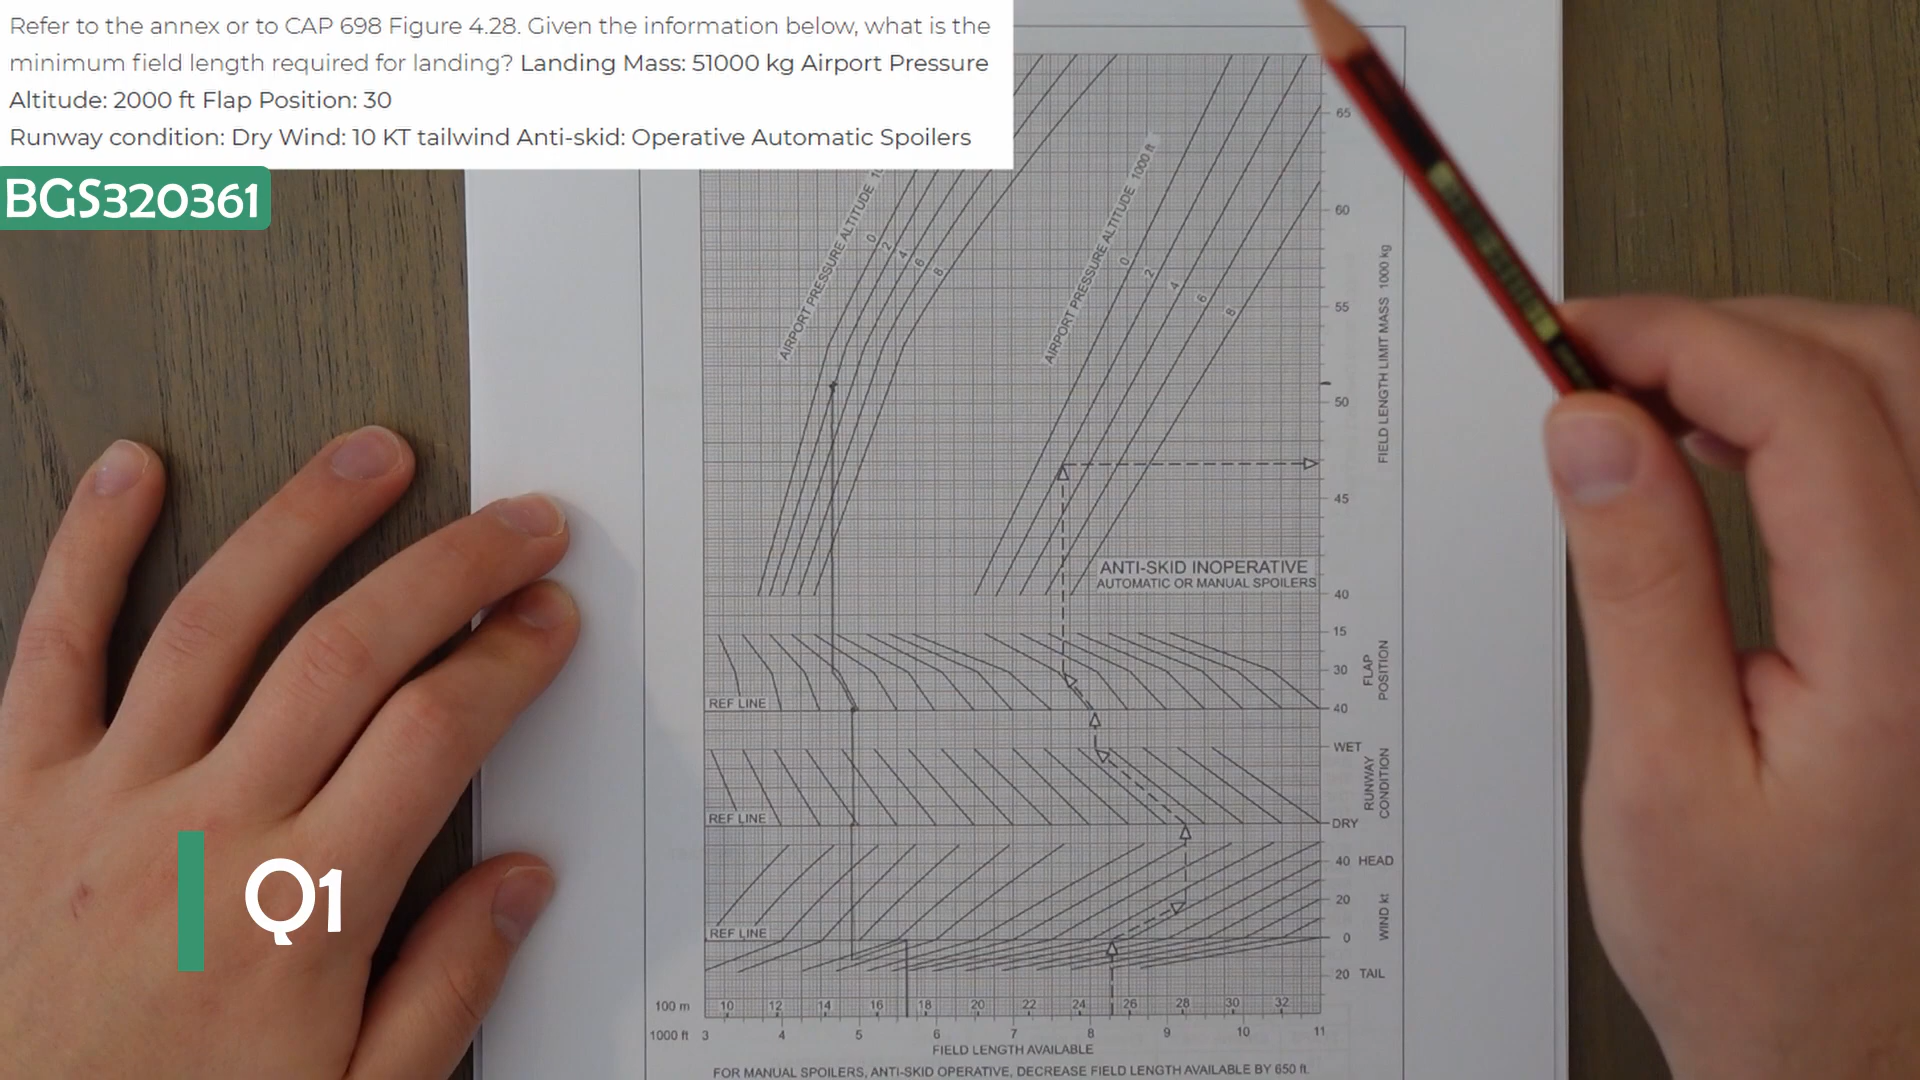 Refer to the annex or to CAP 698 Figure 4.28. Given the information below, what is the
minimum field length required for landing? Landing Mass: 51000 kg Airport Pressure
Altitude: 2000 ft Flap Position: 30
Runway condition: Dry Wind: 10 KT tailwind Anti-skid: Operative Automatic Spoilers
BGS320361
AIRPORT PRESSURE ALTITUDE
0
2
4
6
8
AIRPORT PRESSURE ALTITUDE 1000 ft
0
2
4
6
8
65
60
55
50
45
40
FIELD LENGTH LIMIT MASS 1000 kg
ANTI-SKID INOPERATIVE
AUTOMATIC OR MANUAL SPOILERS
15
30
40
FLAP
POSITION
REF LINE
WET
DRY
RUNWAY
CONDITION
REF LINE
40 HEAD
20
0
20 TAIL
WIND kt
REF LINE
Q1
100 m 10 12 14 16 18 20 22 24 26 28 30 32
1000 ft 3 4 5 6 7 8 9 10 11
FIELD LENGTH AVAILABLE
FOR MANUAL SPOILERS, ANTI-SKID OPERATIVE, DECREASE FIELD LENGTH AVAILABLE BY 650 ft.